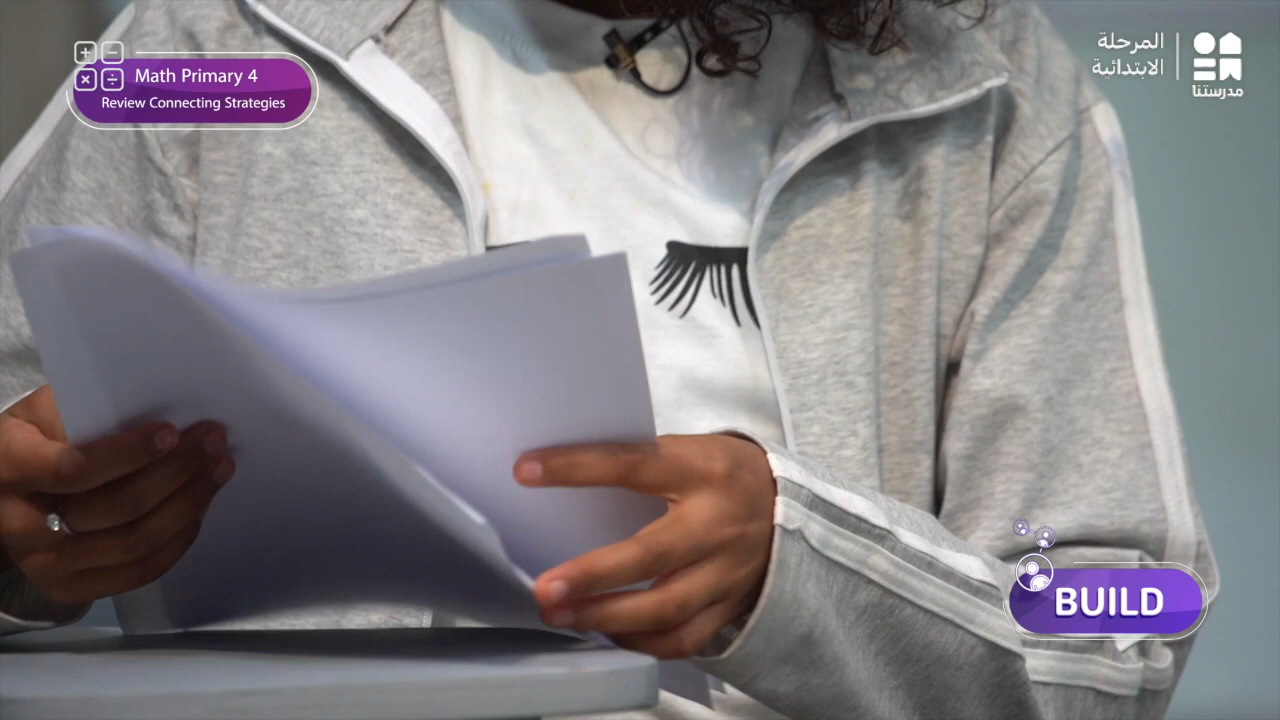 Math Primary 4
Review Connecting Strategies
المرحلة
الابتدائية
مدرستنا
BUILD